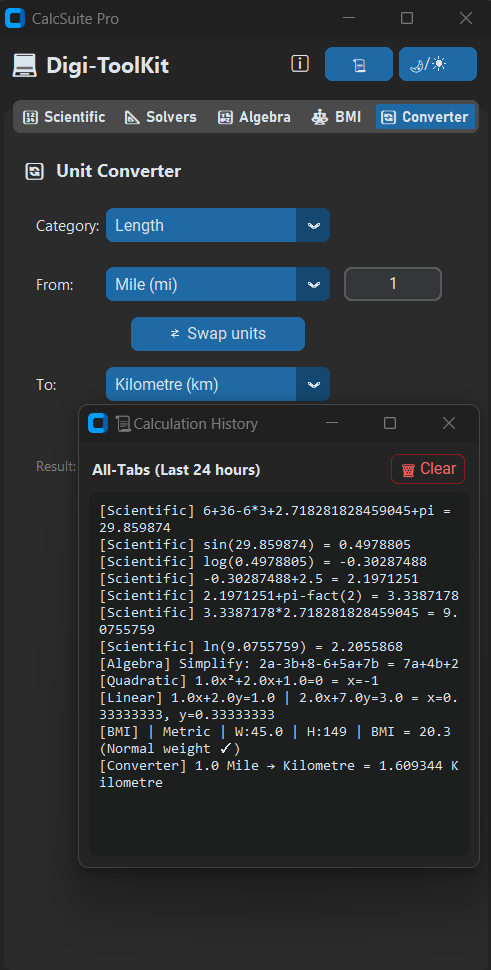 CalcSuite Pro
Digi-ToolKit
Scientific Solvers Algebra BMI Converter
Unit Converter
Category: Length
From: Mile (mi) 1
⇄ Swap units
To: Kilometre (km)
Result:
Calculation History
All-Tabs (Last 24 hours) Clear
[Scientific] 6+36-6*3+2.718281828459045+pi =
29.859874
[Scientific] sin(29.859874) = 0.4978805
[Scientific] log(0.4978805) = -0.30287488
[Scientific] -0.30287488+2.5 = 2.1971251
[Scientific] 2.1971251+pi-fact(2) = 3.3387178
[Scientific] 3.3387178*2.718281828459045 = 9.
0755759
[Scientific] ln(9.0755759) = 2.2055868
[Algebra] Simplify: 2a-3b+8-6+5a+7b = 7a+4b+2
[Quadratic] 1.0x²+2.0x+1.0=0 = x=-1
[Linear] 1.0x+2.0y=1.0 | 2.0x+7.0y=3.0 = x=0.
33333333, y=0.33333333
[BMI] | Metric | W:45.0 | H:149 | BMI = 20.3
(Normal weight ✓)
[Converter] 1.0 Mile → Kilometre = 1.609344 K
ilometre